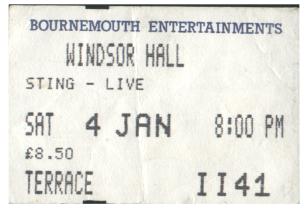 BOURNEMOUTH ENTERTAINMENTS
WINDSOR HALL
STING - LIVE
SAT 4 JAN 8:00 PM
£8.50
TERRACE II41